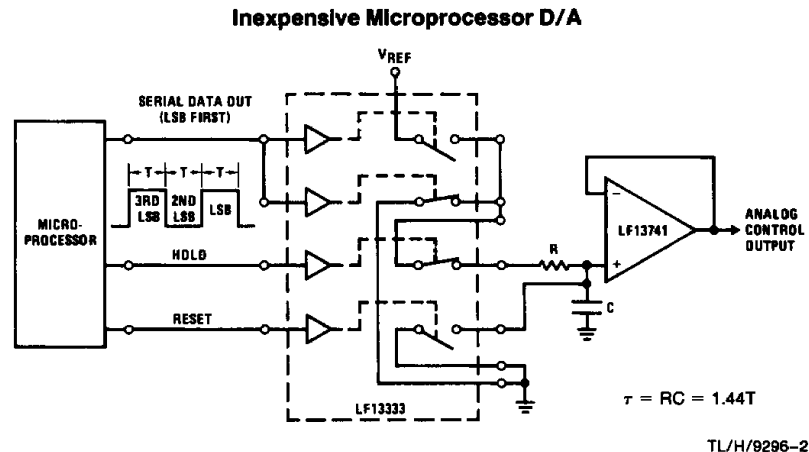 Inexpensive Microprocessor D/A
VREF
SERIAL DATA OUT
(LSB FIRST)
T T T
3RD LSB 2ND LSB LSB
MICRO-
PROCESSOR
HOLD
RESET
LF13333
R
C
−
+
LF13741
ANALOG
CONTROL
OUTPUT
τ = RC = 1.44T
TL/H/9296–2